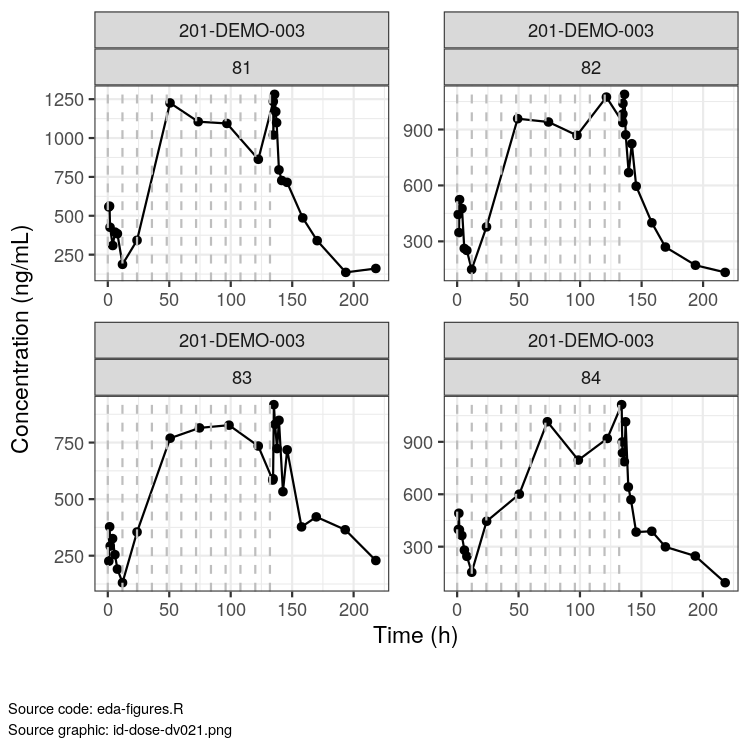 201-DEMO-003
201-DEMO-003
81
82
1250
1000
750
500
250
900
600
300
0 50 100 150 200
0 50 100 150 200
Concentration (ng/mL)
201-DEMO-003
201-DEMO-003
83
84
750
500
250
900
600
300
0 50 100 150 200
0 50 100 150 200
Time (h)
Source code: eda-figures.R
Source graphic: id-dose-dv021.png